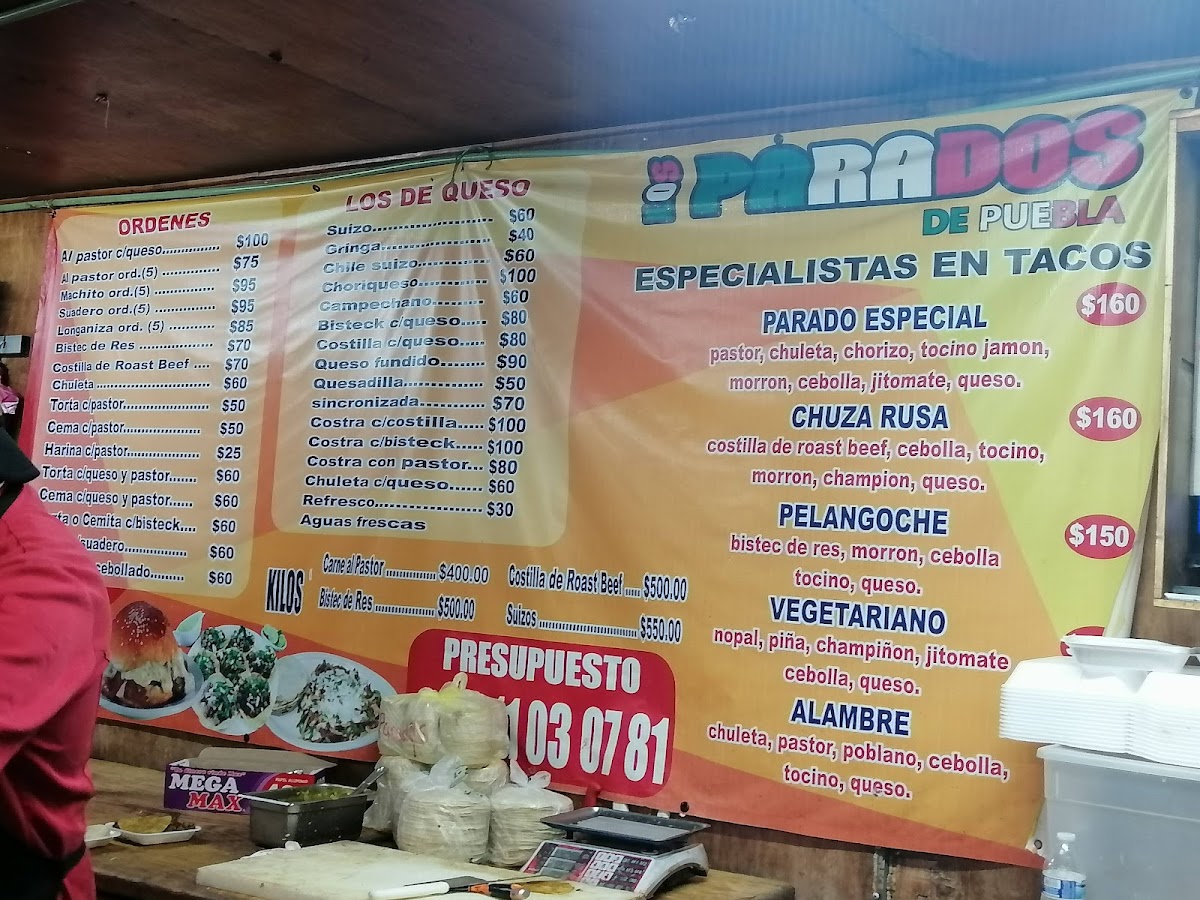 LOS PARADOS
DE PUEBLA
ESPECIALISTAS EN TACOS
ORDENES
Al pastor c/queso............... $100
Al pastor ord.(5) .............. $75
Machito ord.(5) ............... $95
Suadero ord.(5) .............. $95
Longaniza ord. (5) ........... $85
Bistec de Res .................. $70
Costilla de Roast Beef .... $70
Chuleta .......................... $60
Torta c/pastor..................... $50
Cema c/pastor................... $50
Harina c/pastor................... $25
Torta c/queso y pastor....... $60
Cema c/queso y pastor...... $60
o Cemita c/bisteck.... $60
suadero............... $60
cebollado......... $60
LOS DE QUESO
Suizo........................ $60
Gringa...................... $40
Chile suizo............. $60
Choriqueso............. $100
Campechano.......... $60
Bisteck c/queso..... $80
Costilla c/queso..... $80
Queso fundido....... $90
Quesadilla.............. $50
sincronizada........... $70
Costra c/costilla..... $100
Costra c/bisteck..... $100
Costra con pastor... $80
Chuleta c/queso...... $60
Refresco.................. $30
Aguas frescas
KILOS
Carne al Pastor .............. $400.00
Bistec de Res ................. $500.00
Costilla de Roast Beef ..... $500.00
Suizos ............................ $550.00
PRESUPUESTO
1 03 07 81
PARADO ESPECIAL $160
pastor, chuleta, chorizo, tocino jamon,
morron, cebolla, jitomate, queso.
CHUZA RUSA $160
costilla de roast beef, cebolla, tocino,
morron, champion, queso.
PELANGOCHE $150
bistec de res, morron, cebolla
tocino, queso.
VEGETARIANO
nopal, piña, champiñon, jitomate
cebolla, queso.
ALAMBRE
chuleta, pastor, poblano, cebolla,
tocino, queso.
MEGA
MAX